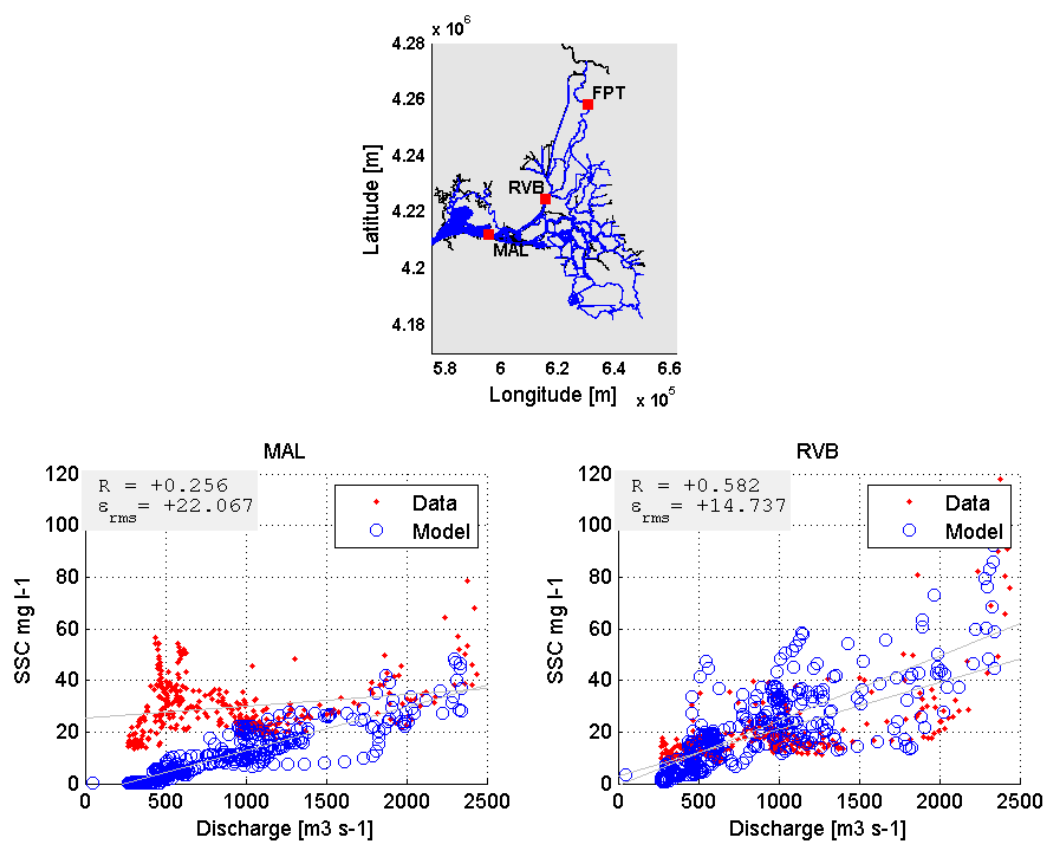 x 10⁶
4.28
4.26
4.24
4.22
4.2
4.18
Latitude [m]
FPT
RVB
MAL
5.8 6 6.2 6.4 6.6
Longitude [m] x 10⁵
MAL
R = +0.256
ε_rms = +22.067
Data
Model
120
100
80
60
40
20
0
SSC mg l-1
0 500 1000 1500 2000 2500
Discharge [m3 s-1]
RVB
R = +0.582
ε_rms = +14.737
Data
Model
120
100
80
60
40
20
0
SSC mg l-1
0 500 1000 1500 2000 2500
Discharge [m3 s-1]